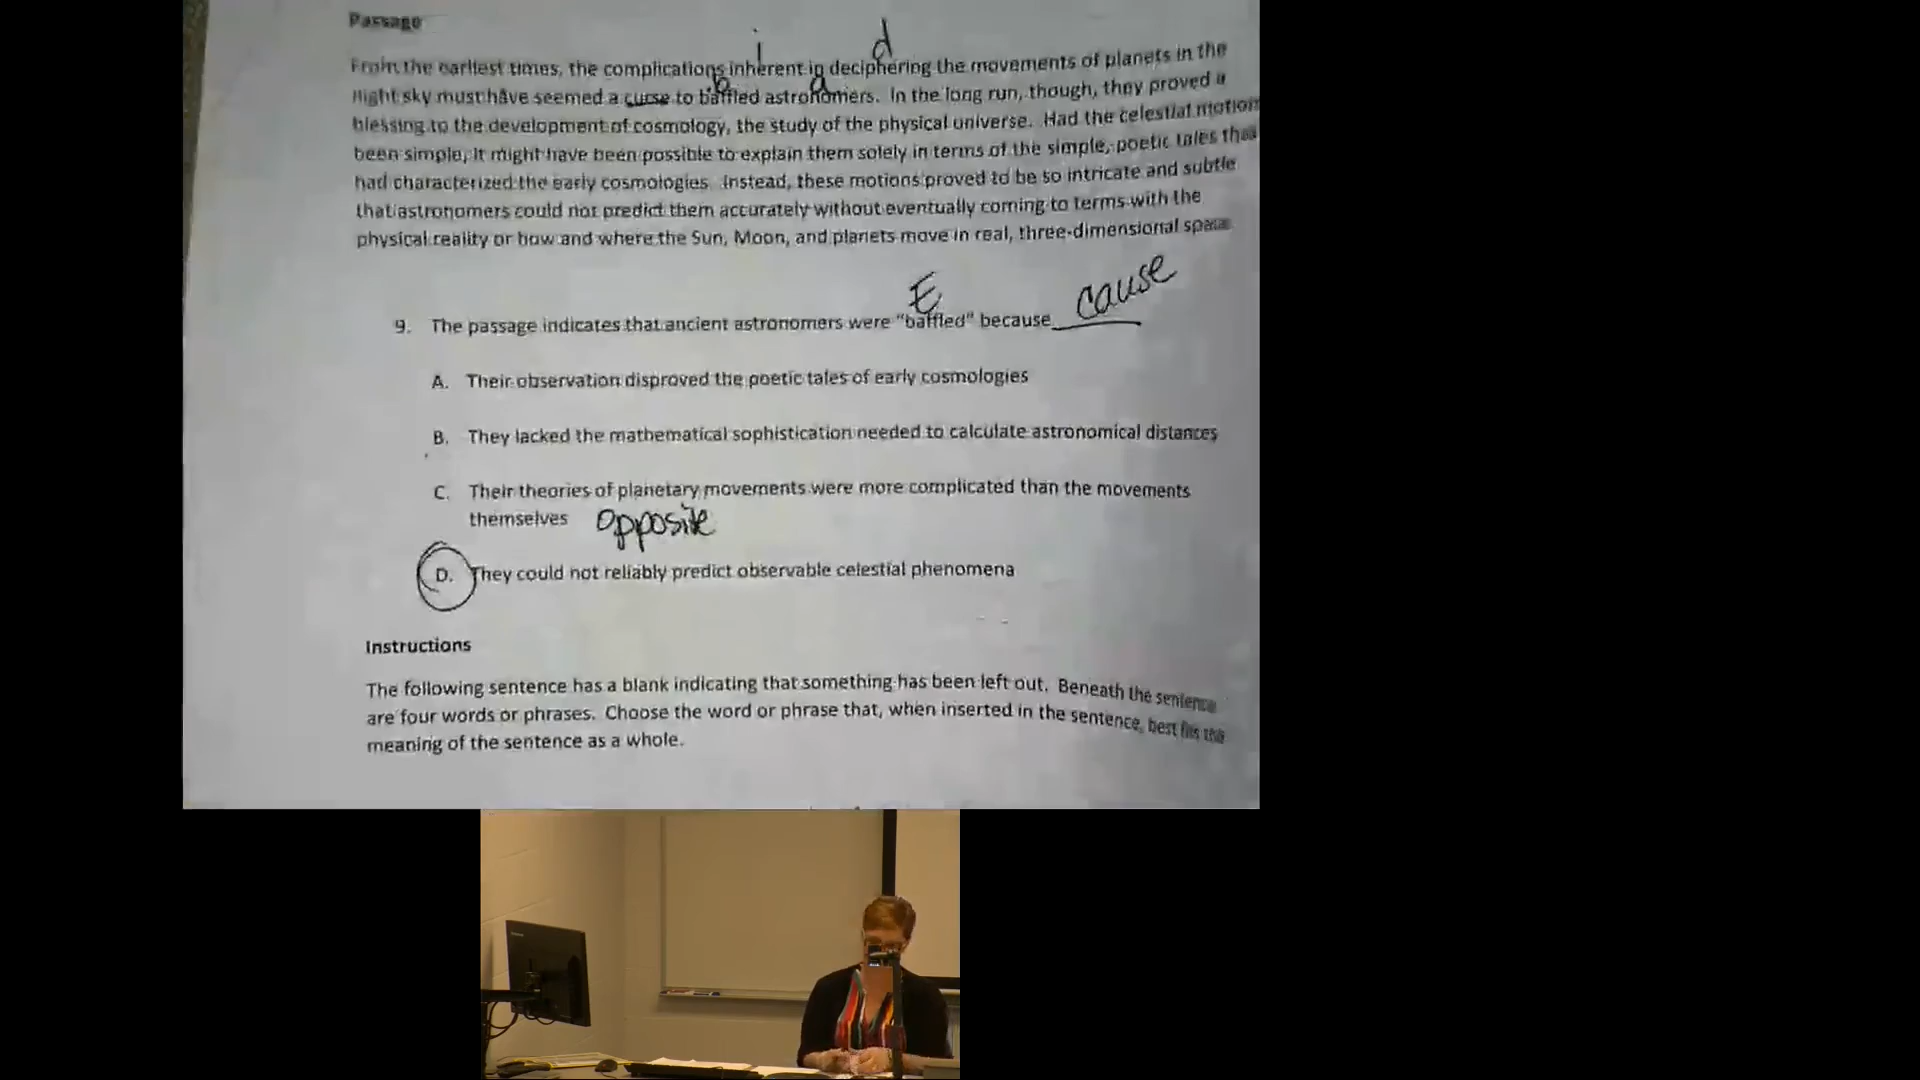 Passage
i d
From the earliest times, the complications inherent in deciphering the movements of planets in the
b a
night sky must have seemed a curse to baffled astronomers. In the long run, though, they proved a
blessing to the development of cosmology, the study of the physical universe. Had the celestial motions
been simple, it might have been possible to explain them solely in terms of the simple, poetic tales that
had characterized the early cosmologies. Instead, these motions proved to be so intricate and subtle
that astronomers could not predict them accurately without eventually coming to terms with the
physical reality or how and where the Sun, Moon, and planets move in real, three-dimensional space
E cause
9. The passage indicates that ancient astronomers were “baffled” because
A. Their observation disproved the poetic tales of early cosmologies
B. They lacked the mathematical sophistication needed to calculate astronomical distances
C. Their theories of planetary movements were more complicated than the movements
themselves opposite
D. They could not reliably predict observable celestial phenomena
Instructions
The following sentence has a blank indicating that something has been left out. Beneath the sentence
are four words or phrases. Choose the word or phrase that, when inserted in the sentence, best fits the
meaning of the sentence as a whole.